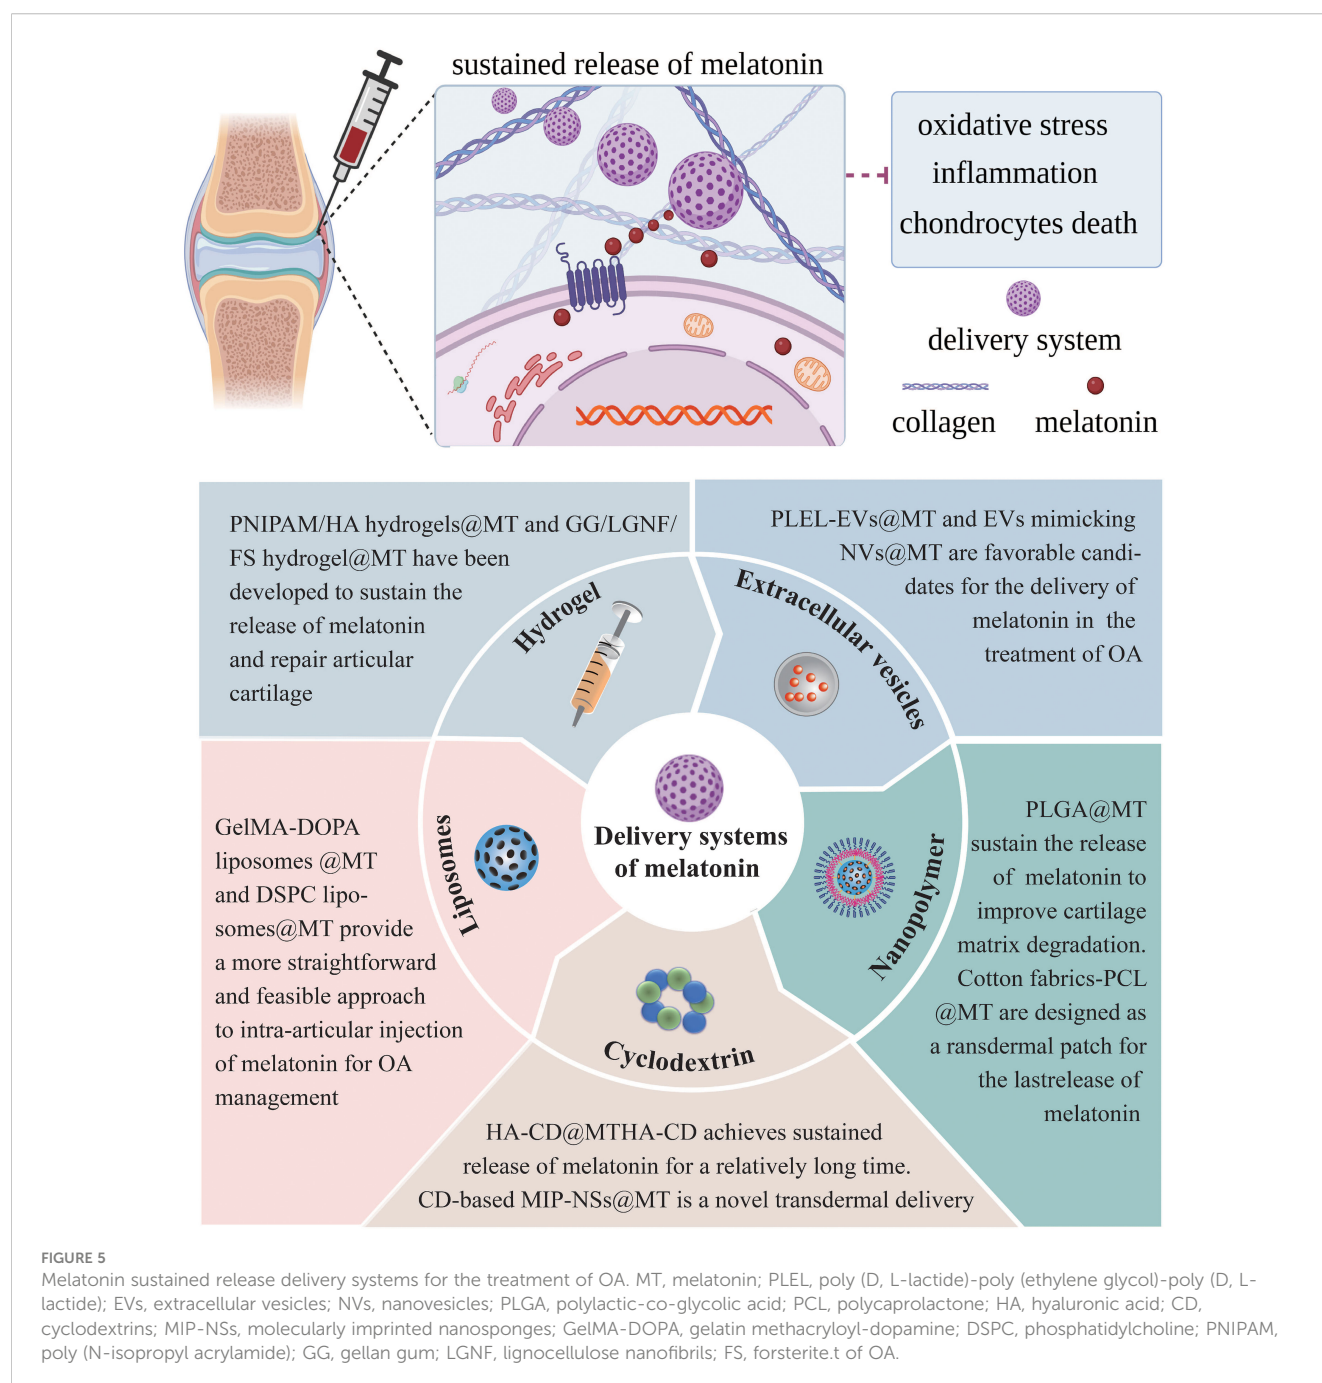 sustained release of melatonin
oxidative stress
inflammation
chondrocytes death
delivery system
collagen
melatonin
PNIPAM/HA hydrogels@MT and GG/LGNF/
FS hydrogel@MT have been
developed to sustain the
release of melatonin
and repair articular
cartilage
Hydrogel
PLEL-EVs@MT and EVs mimicking
NVs@MT are favorable candi-
dates for the delivery of
melatonin in the
treatment of OA
Extracellular vesicles
GelMA-DOPA
liposomes @MT
and DSPC lipo-
somes@MT provide
a more straightforward
and feasible approach
to intra-articular injection
of melatonin for OA
management
Liposomes
Delivery systems
of melatonin
Nanopolymer
PLGA@MT
sustain the release
of melatonin to
improve cartilage
matrix degradation.
Cotton fabrics-PCL
@MT are designed as
a ransdermal patch for
the lastrelease of
melatonin
Cyclodextrin
HA-CD@MTHA-CD achieves sustained
release of melatonin for a relatively long time.
CD-based MIP-NSs@MT is a novel transdermal delivery
FIGURE 5
Melatonin sustained release delivery systems for the treatment of OA. MT, melatonin; PLEL, poly (D, L-lactide)-poly (ethylene glycol)-poly (D, L-
lactide); EVs, extracellular vesicles; NVs, nanovesicles; PLGA, polylactic-co-glycolic acid; PCL, polycaprolactone; HA, hyaluronic acid; CD,
cyclodextrins; MIP-NSs, molecularly imprinted nanosponges; GelMA-DOPA, gelatin methacryloyl-dopamine; DSPC, phosphatidylcholine; PNIPAM,
poly (N-isopropyl acrylamide); GG, gellan gum; LGNF, lignocellulose nanofibrils; FS, forsterite.t of OA.